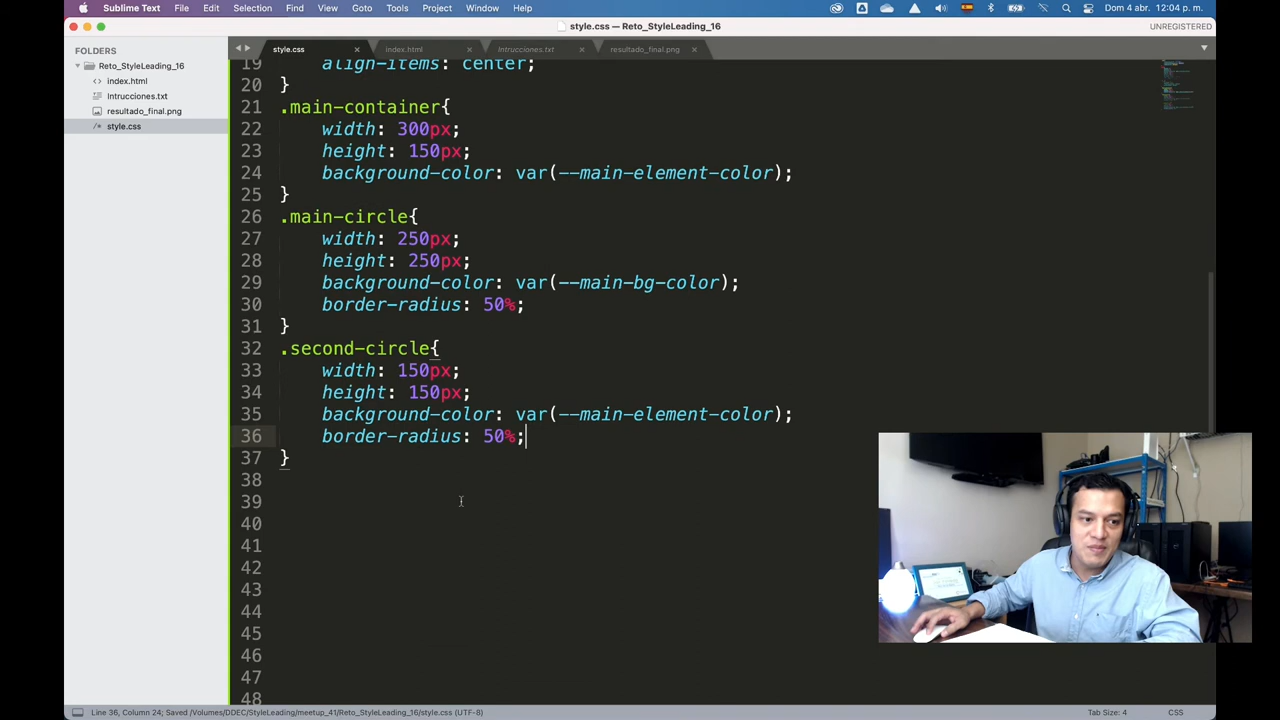 Sublime Text File Edit Selection Find View Goto Tools Project Window Help Dom 4 abr. 12:04 p. m.
style.css — Reto_StyleLeading_16 UNREGISTERED
FOLDERS
Reto_StyleLeading_16
index.html
Intrucciones.txt
resultado_final.png
style.css
style.css index.html Intrucciones.txt resultado_final.png
19 align-items: center;
20 }
21 .main-container{
22 width: 300px;
23 height: 150px;
24 background-color: var(--main-element-color);
25 }
26 .main-circle{
27 width: 250px;
28 height: 250px;
29 background-color: var(--main-bg-color);
30 border-radius: 50%;
31 }
32 .second-circle{
33 width: 150px;
34 height: 150px;
35 background-color: var(--main-element-color);
36 border-radius: 50%;
37 }
38
39
40
41
42
43
44
45
46
47
48
Line 36, Column 24; Saved /Volumes/DDEC/StyleLeading/meetup_41/Reto_StyleLeading_16/style.css (UTF-8) Tab Size: 4 CSS